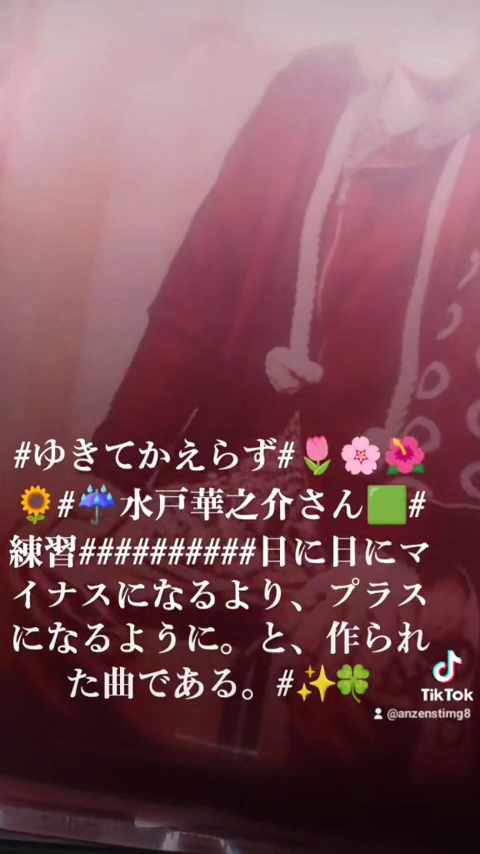 #ゆきてかえらず#🌷🌸🌺
🌻#☔水戸華之介さん🟩#
練習##########日に日にマ
イナスになるより、プラス
になるように。と、作られ
た曲である。#✨🍀
TikTok
@anzenstimg8